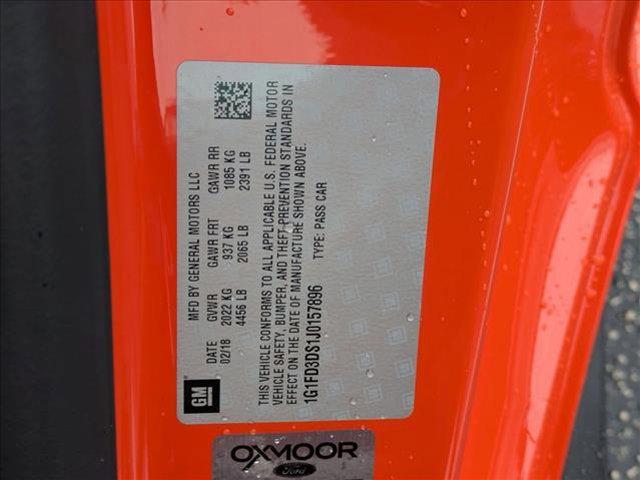 MFD BY GENERAL MOTORS LLC
DATE GVWR GAWR FRT GAWR RR
02/18 2022 KG 937 KG 1085 KG
4456 LB 2065 LB 2391 LB
THIS VEHICLE CONFORMS TO ALL APPLICABLE U.S. FEDERAL MOTOR
VEHICLE SAFETY, BUMPER, AND THEFT PREVENTION STANDARDS IN
EFFECT ON THE DATE OF MANUFACTURE SHOWN ABOVE.
1G1FD3DS1J0157896 TYPE: PASS CAR
GM
OXMOOR
Ford